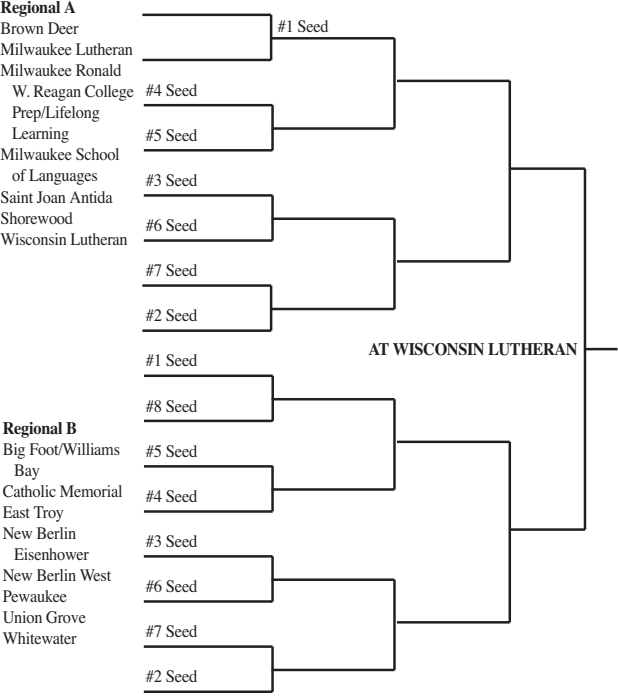 Regional A
Brown Deer
Milwaukee Lutheran
Milwaukee Ronald
W. Reagan College
Prep/Lifelong
Learning
Milwaukee School
of Languages
Saint Joan Antida
Shorewood
Wisconsin Lutheran
#1 Seed
#4 Seed
#5 Seed
#3 Seed
#6 Seed
#7 Seed
#2 Seed
AT WISCONSIN LUTHERAN
Regional B
Big Foot/Williams
Bay
Catholic Memorial
East Troy
New Berlin
Eisenhower
New Berlin West
Pewaukee
Union Grove
Whitewater
#1 Seed
#8 Seed
#5 Seed
#4 Seed
#3 Seed
#6 Seed
#7 Seed
#2 Seed